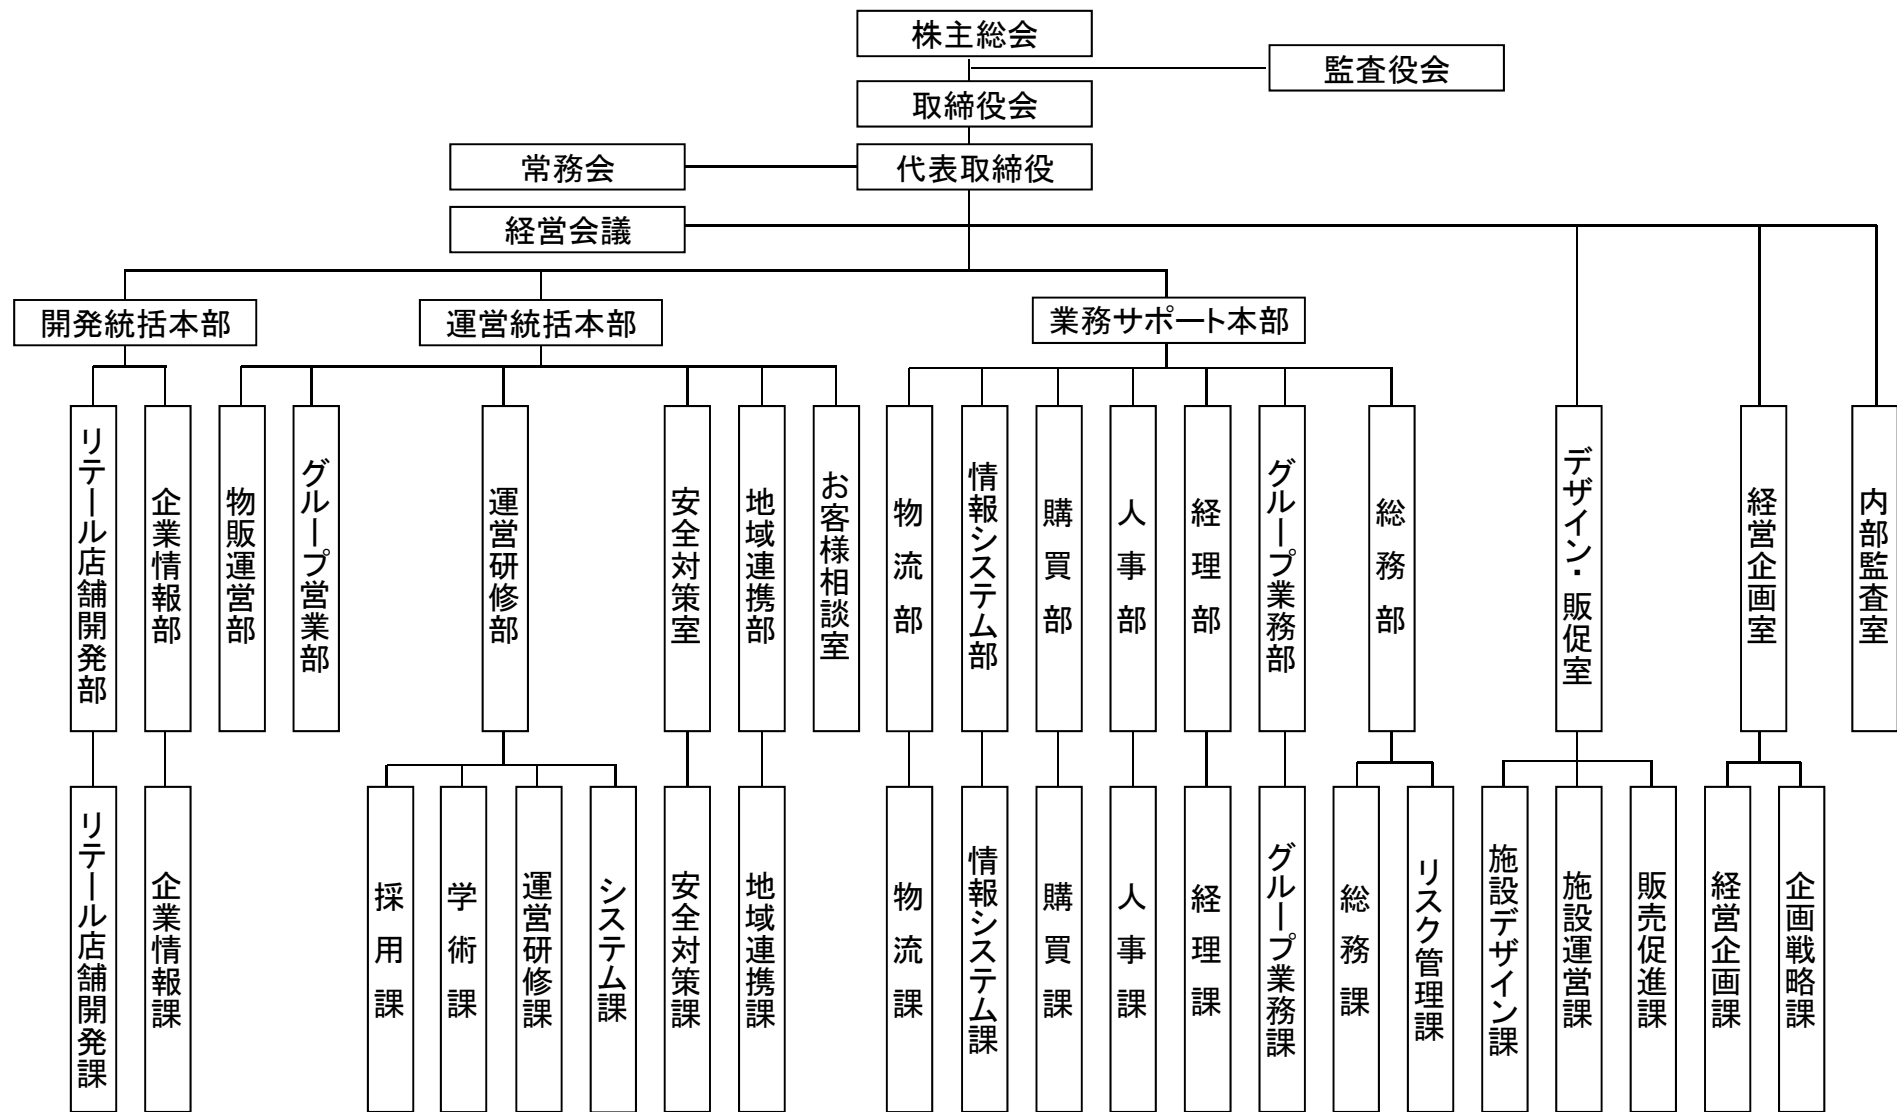 株主総会
監査役会
取締役会
常務会
代表取締役
経営会議
開発統括本部
運営統括本部
業務サポート本部
リテール店舗開発部
企業情報部
物販運営部
グループ営業部
運営研修部
安全対策室
地域連携部
お客様相談室
物流部
情報システム部
購買部
人事部
経理部
グループ業務部
総務部
デザイン・販促室
経営企画室
内部監査室
リテール店舗開発課
企業情報課
採用課
学術課
運営研修課
システム課
安全対策課
地域連携課
物流課
情報システム課
購買課
人事課
経理課
グループ業務課
総務課
リスク管理課
施設デザイン課
施設運営課
販売促進課
経営企画課
企画戦略課